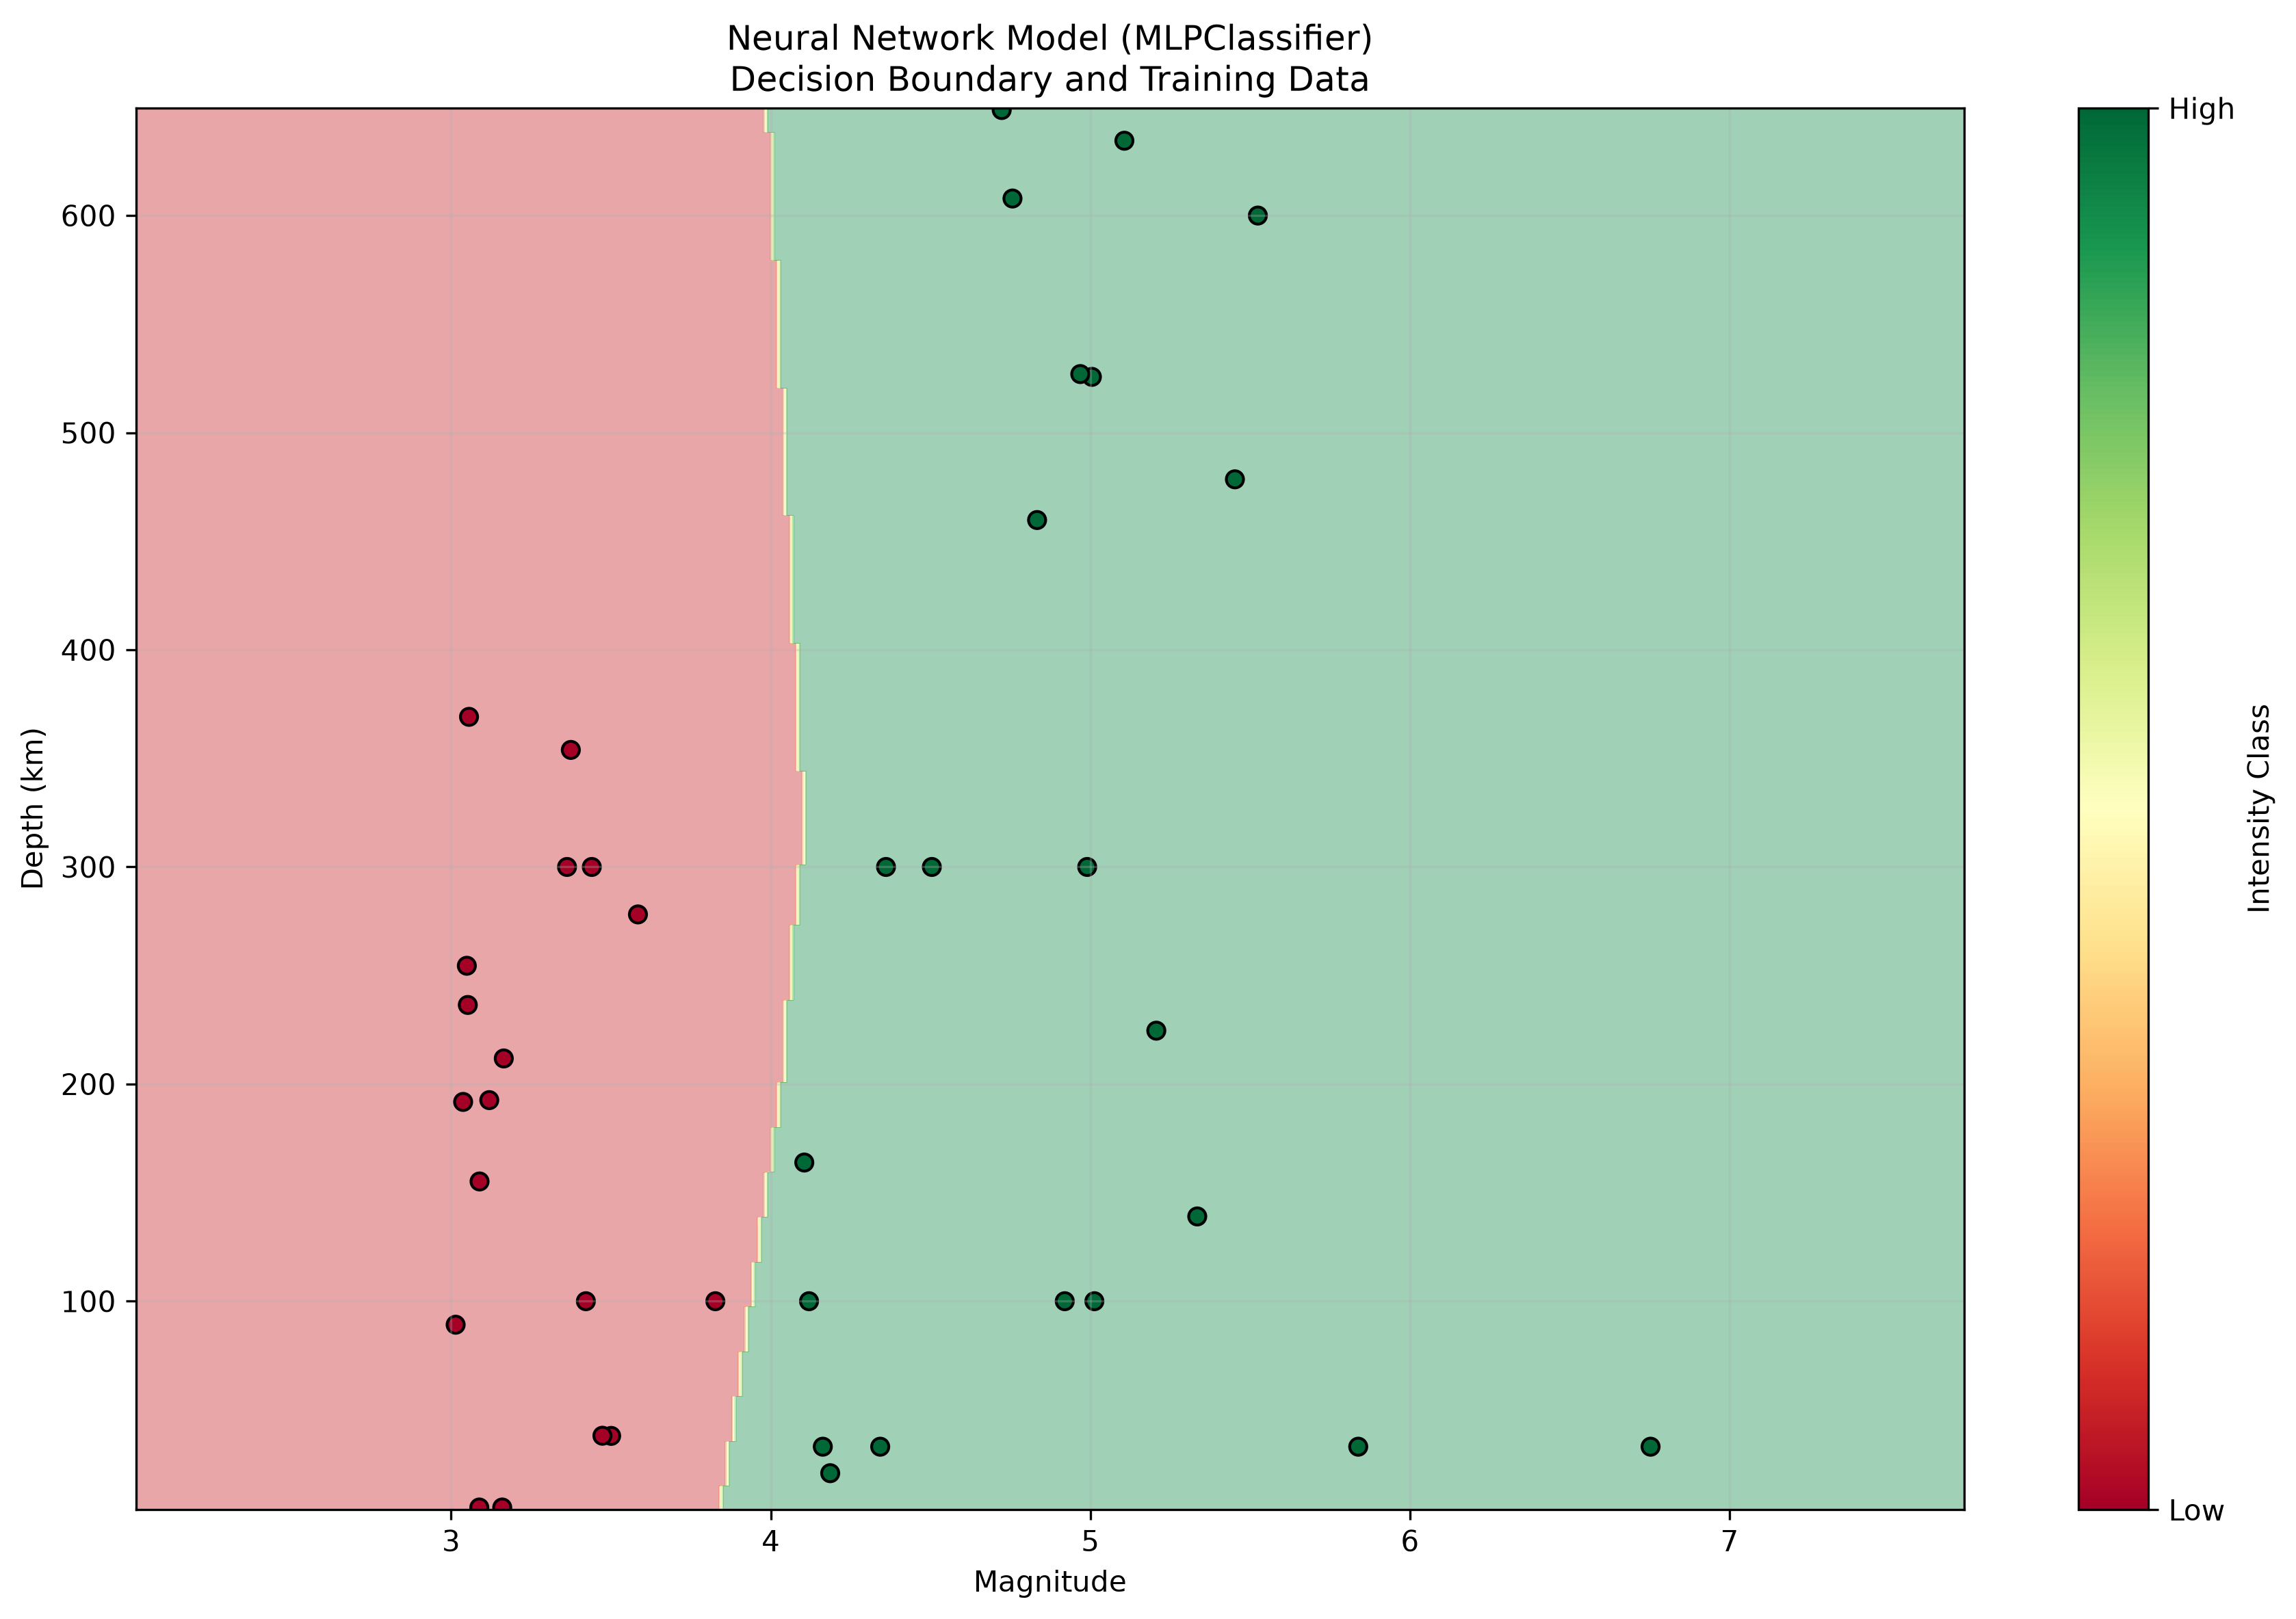 Neural Network Model (MLPClassifier)
Decision Boundary and Training Data
High
600
500
400
300
200
100
Depth (km)
Intensity Class
Low
3 4 5 6 7
Magnitude